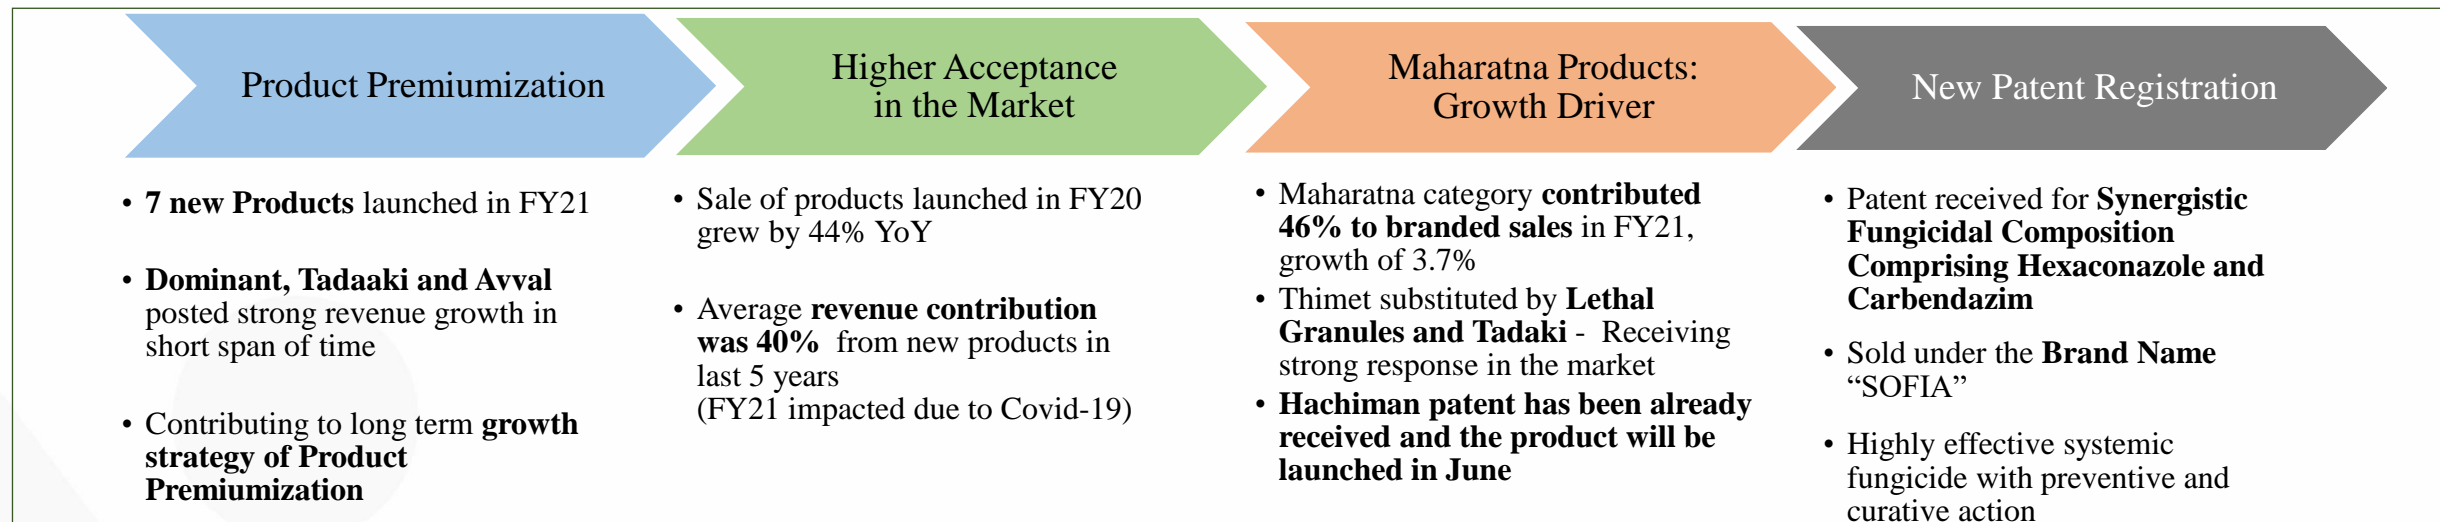 Product Premiumization
• 7 new Products launched in FY21
• Dominant, Tadaaki and Avval
posted strong revenue growth in
short span of time
• Contributing to long term growth
strategy of Product
Premiumization
Higher Acceptance
in the Market
• Sale of products launched in FY20
grew by 44% YoY
• Average revenue contribution
was 40% from new products in
last 5 years
(FY21 impacted due to Covid-19)
Maharatna Products:
Growth Driver
• Maharatna category contributed
46% to branded sales in FY21,
growth of 3.7%
• Thimet substituted by Lethal
Granules and Tadaki - Receiving
strong response in the market
• Hachiman patent has been already
received and the product will be
launched in June
New Patent Registration
• Patent received for Synergistic
Fungicidal Composition
Comprising Hexaconazole and
Carbendazim
• Sold under the Brand Name
“SOFIA”
• Highly effective systemic
fungicide with preventive and
curative action